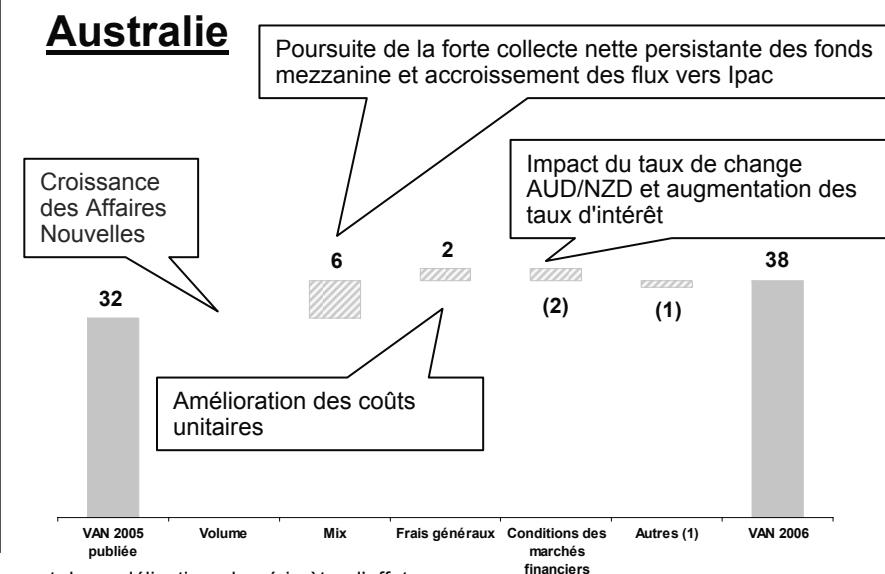 Australie
Poursuite de la forte collecte nette persistante des fonds
mezzanine et accroissement des flux vers Ipac
Croissance
des Affaires
Nouvelles
Impact du taux de change
AUD/NZD et augmentation des
taux d'intérêt
32
6
2
(2)
(1)
38
Amélioration des coûts
unitaires
VAN 2005
publiée
Volume
Mix
Frais généraux
Conditions des
marchés
financiers
Autres (1)
VAN 2006